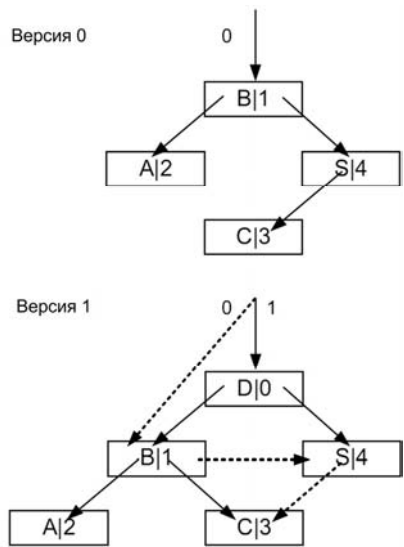 Версия 0 0
B|1
A|2 S|4
C|3
Версия 1 0 1
D|0
B|1 S|4
A|2 C|3